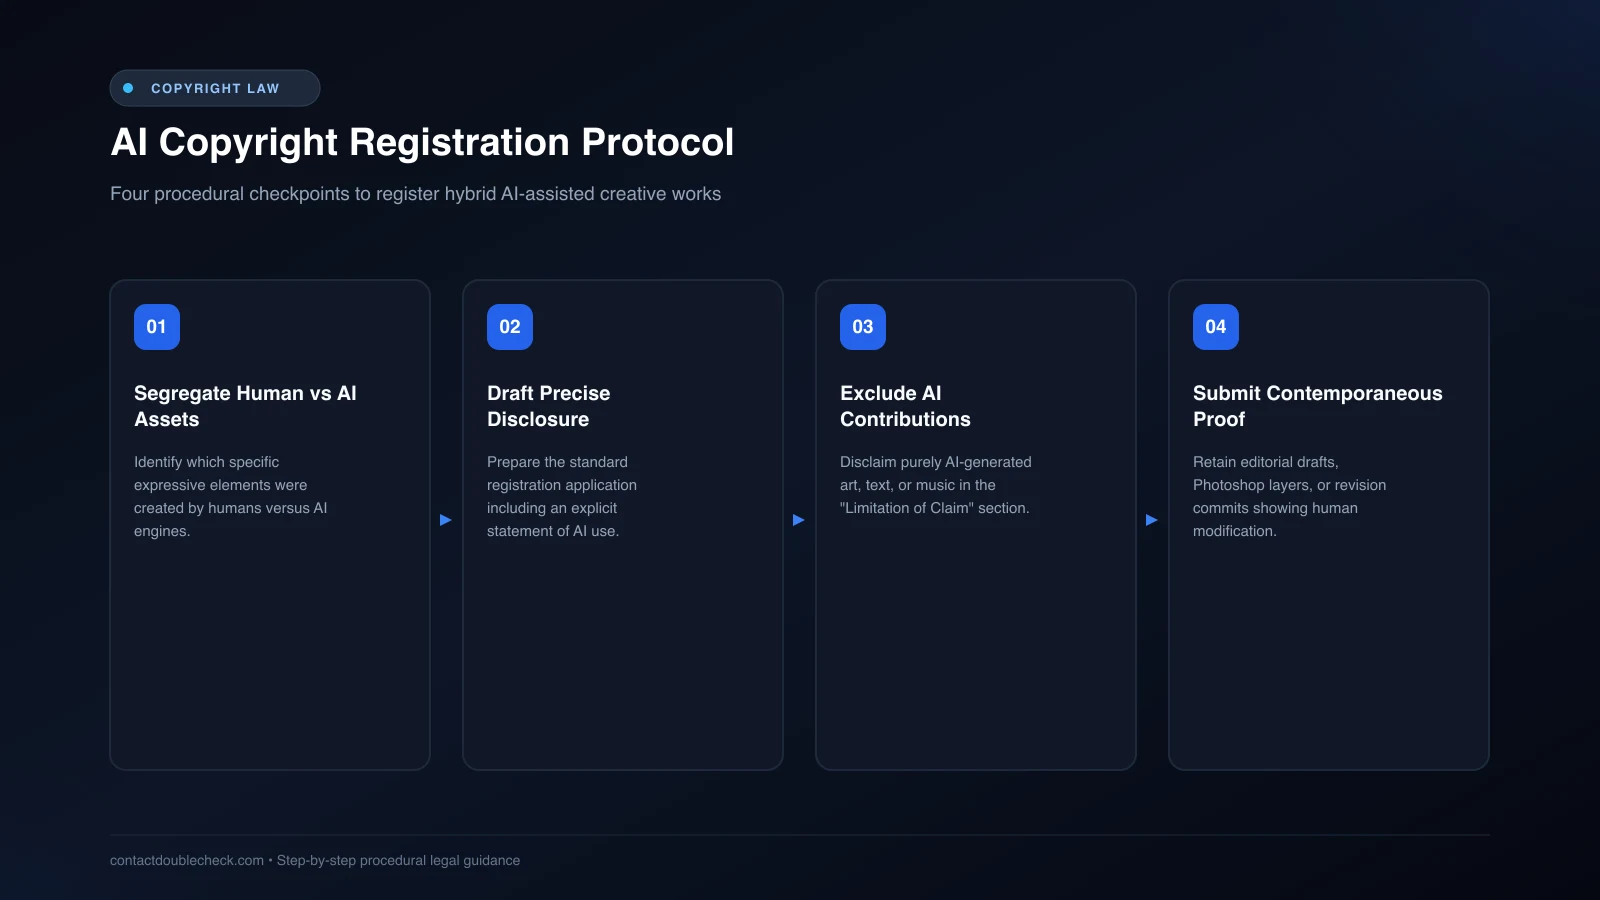 COPYRIGHT LAW
AI Copyright Registration Protocol
Four procedural checkpoints to register hybrid AI-assisted creative works
01
Segregate Human vs AI
Assets
Identify which specific
expressive elements were
created by humans versus AI
engines.
02
Draft Precise
Disclosure
Prepare the standard
registration application
including an explicit
statement of AI use.
03
Exclude AI
Contributions
Disclaim purely AI-generated
art, text, or music in the
"Limitation of Claim" section.
04
Submit Contemporaneous
Proof
Retain editorial drafts,
Photoshop layers, or revision
commits showing human
modification.
contactdoublecheck.com • Step-by-step procedural legal guidance